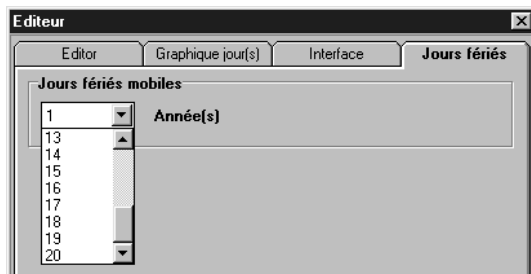 Editeur
Editor Graphique jour(s) Interface Jours fériés
Jours fériés mobiles
1 Année(s)
13
14
15
16
17
18
19
20